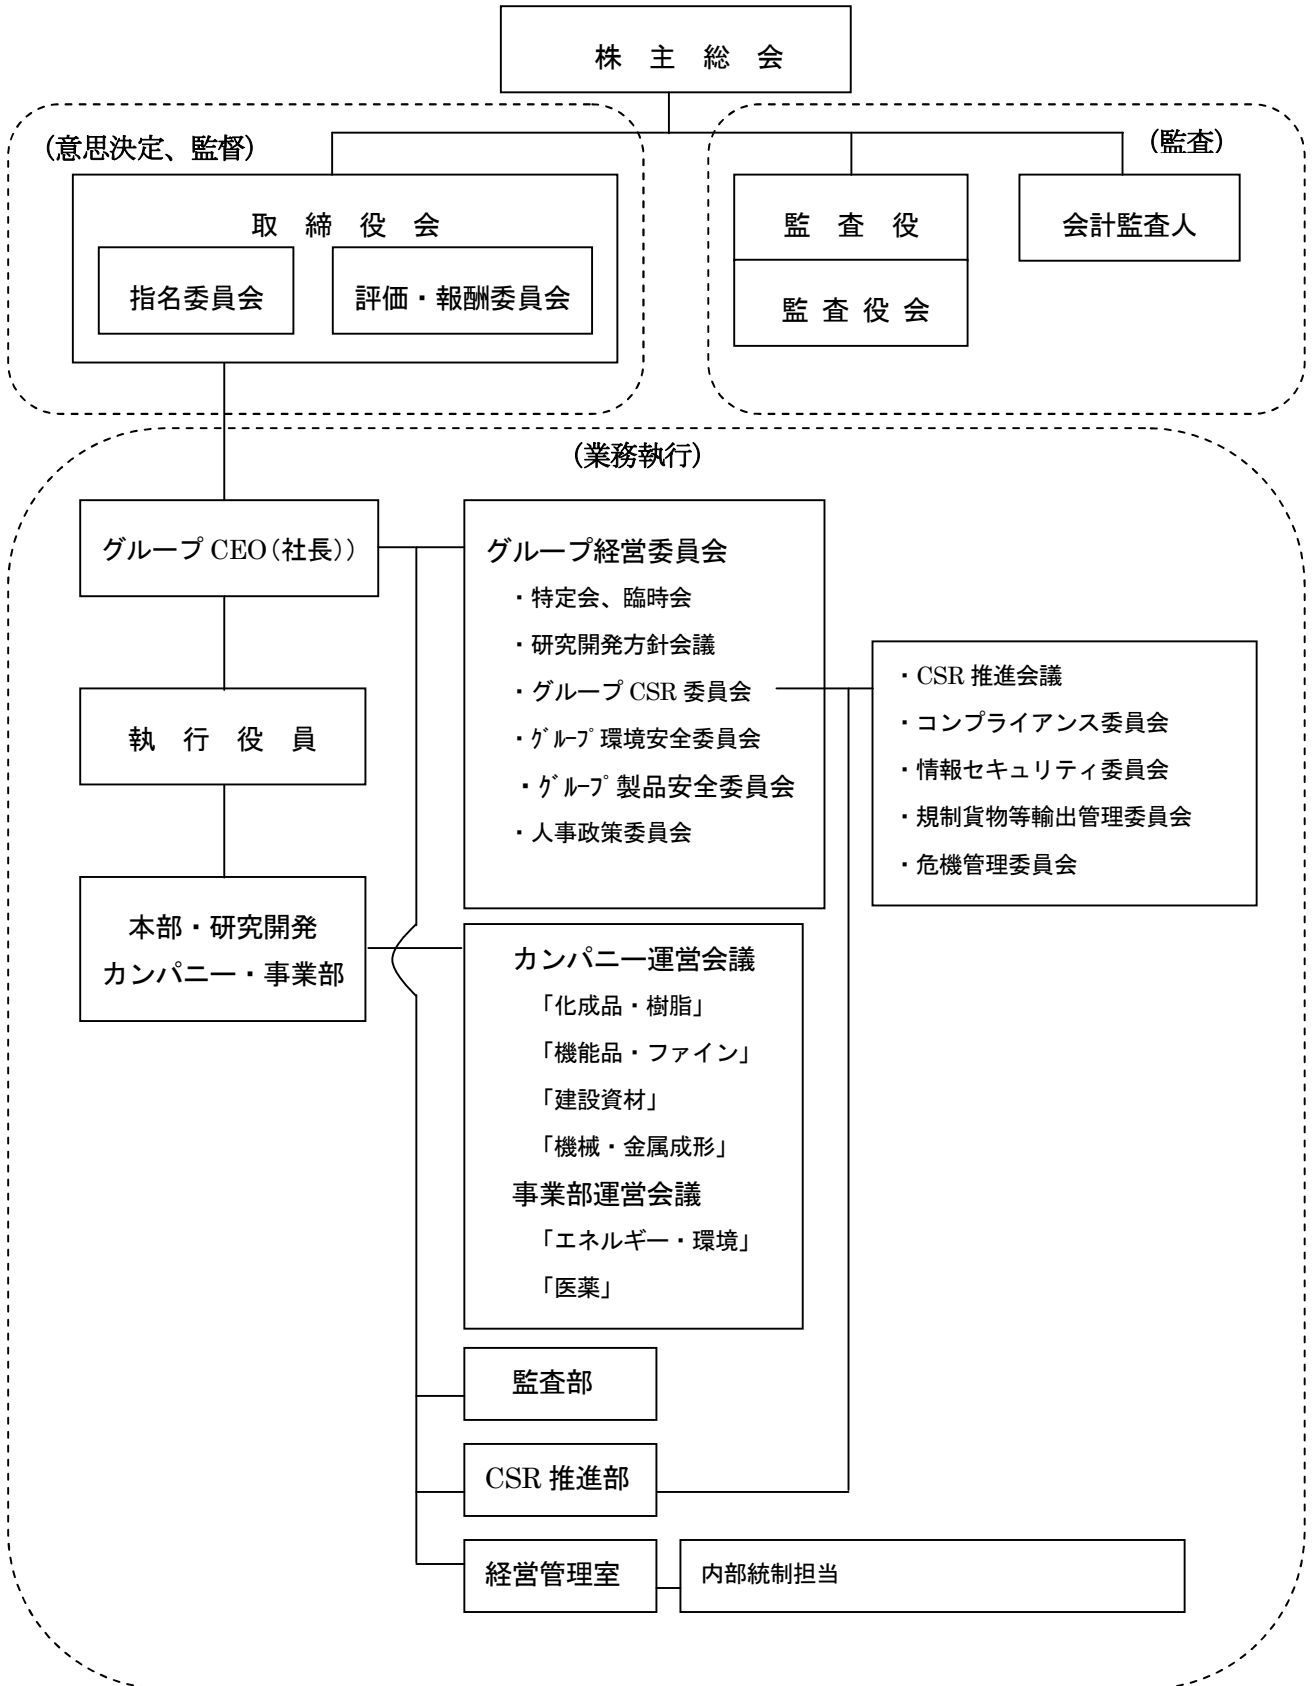 株 主 総 会
(意思決定、監督)
(監査)
取 締 役 会
指名委員会
評価・報酬委員会
監 査 役
監 査 役 会
会計監査人
(業務執行)
グループ CEO(社長))
執 行 役 員
本部・研究開発
カンパニー・事業部
グループ経営委員会
・特定会、臨時会
・研究開発方針会議
・グループ CSR 委員会
・ｸﾞﾙｰﾌﾟ環境安全委員会
・ｸﾞﾙｰﾌﾟ製品安全委員会
・人事政策委員会
・CSR 推進会議
・コンプライアンス委員会
・情報セキュリティ委員会
・規制貨物等輸出管理委員会
・危機管理委員会
カンパニー運営会議
「化成品・樹脂」
「機能品・ファイン」
「建設資材」
「機械・金属成形」
事業部運営会議
「エネルギー・環境」
「医薬」
監査部
CSR 推進部
経営管理室
内部統制担当